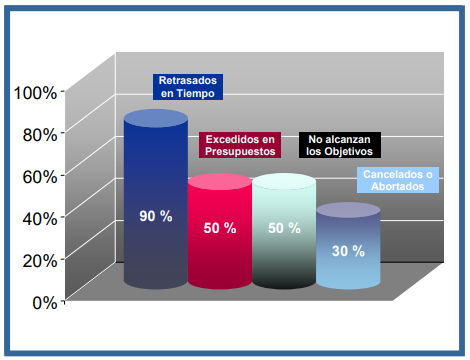 Retrasados
en Tiempo
Excedidos en
Presupuestos
No alcanzan
los Objetivos
Cancelados o
Abortados
100%
80%
60%
40%
20%
0%
90 %
50 %
50 %
30 %